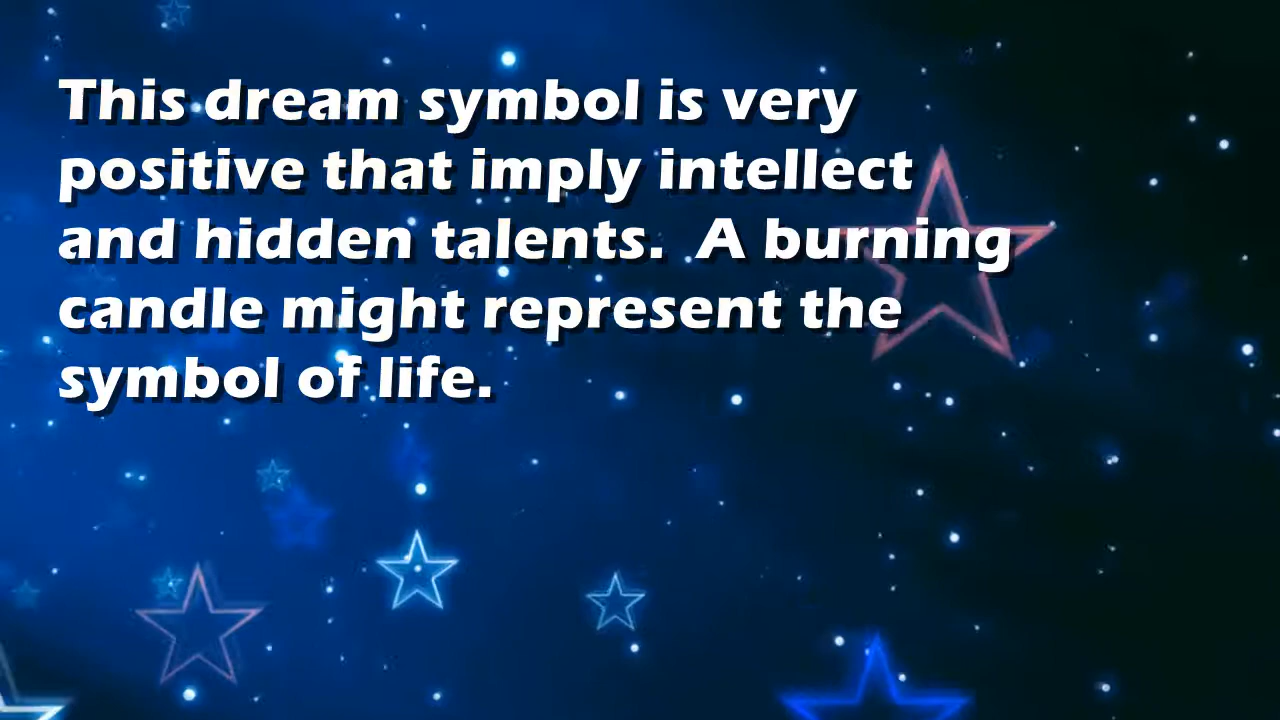 This dream symbol is very
positive that imply intellect
and hidden talents.  A burning
candle might represent the
symbol of life.